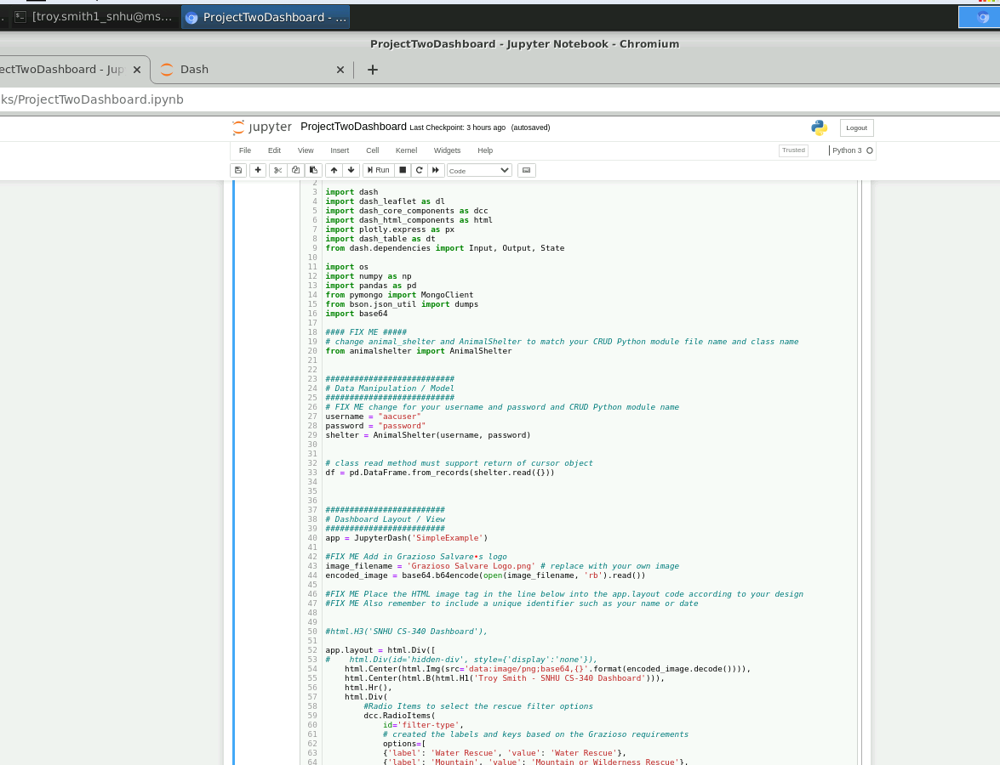 [troy.smith1_snhu@ms...
ProjectTwoDashboard - ...
ProjectTwoDashboard - Jupyter Notebook - Chromium
ectTwoDashboard - Jup
Dash
ks/ProjectTwoDashboard.ipynb
jupyter ProjectTwoDashboard Last Checkpoint: 3 hours ago (autosaved)
Logout
File Edit View Insert Cell Kernel Widgets Help
Trusted
Python 3
Run
Code
2
3 import dash
4 import dash_leaflet as dl
5 import dash_core_components as dcc
6 import dash_html_components as html
7 import plotly.express as px
8 import dash_table as dt
9 from dash.dependencies import Input, Output, State
10
11 import os
12 import numpy as np
13 import pandas as pd
14 from pymongo import MongoClient
15 from bson.json_util import dumps
16 import base64
17
18 #### FIX ME #####
19 # change animal_shelter and AnimalShelter to match your CRUD Python module file name and class name
20 from animalshelter import AnimalShelter
21
22
23 ###########################
24 # Data Manipulation / Model
25 ###########################
26 # FIX ME change for your username and password and CRUD Python module name
27 username = "aacuser"
28 password = "password"
29 shelter = AnimalShelter(username, password)
30
31
32 # class read method must support return of cursor object
33 df = pd.DataFrame.from_records(shelter.read({}))
34
35
36
37 #########################
38 # Dashboard Layout / View
39 #########################
40 app = JupyterDash('SimpleExample')
41
42 #FIX ME Add in Grazioso Salvare•s logo
43 image_filename = 'Grazioso Salvare Logo.png' # replace with your own image
44 encoded_image = base64.b64encode(open(image_filename, 'rb').read())
45
46 #FIX ME Place the HTML image tag in the line below into the app.layout code according to your design
47 #FIX ME Also remember to include a unique identifier such as your name or date
48
49
50 #html.H3('SNHU CS-340 Dashboard'),
51
52 app.layout = html.Div([
53 #    html.Div(id='hidden-div', style={'display':'none'}),
54     html.Center(html.Img(src='data:image/png;base64,{}'.format(encoded_image.decode()))),
55     html.Center(html.B(html.H1('Troy Smith - SNHU CS-340 Dashboard'))),
56     html.Hr(),
57     html.Div(
58         #Radio Items to select the rescue filter options
59         dcc.RadioItems(
60             id='filter-type',
61             # created the labels and keys based on the Grazioso requirements
62             options=[
63             {'label': 'Water Rescue', 'value': 'Water Rescue'},
64             {'label': 'Mountain', 'value': 'Mountain or Wilderness Rescue'},